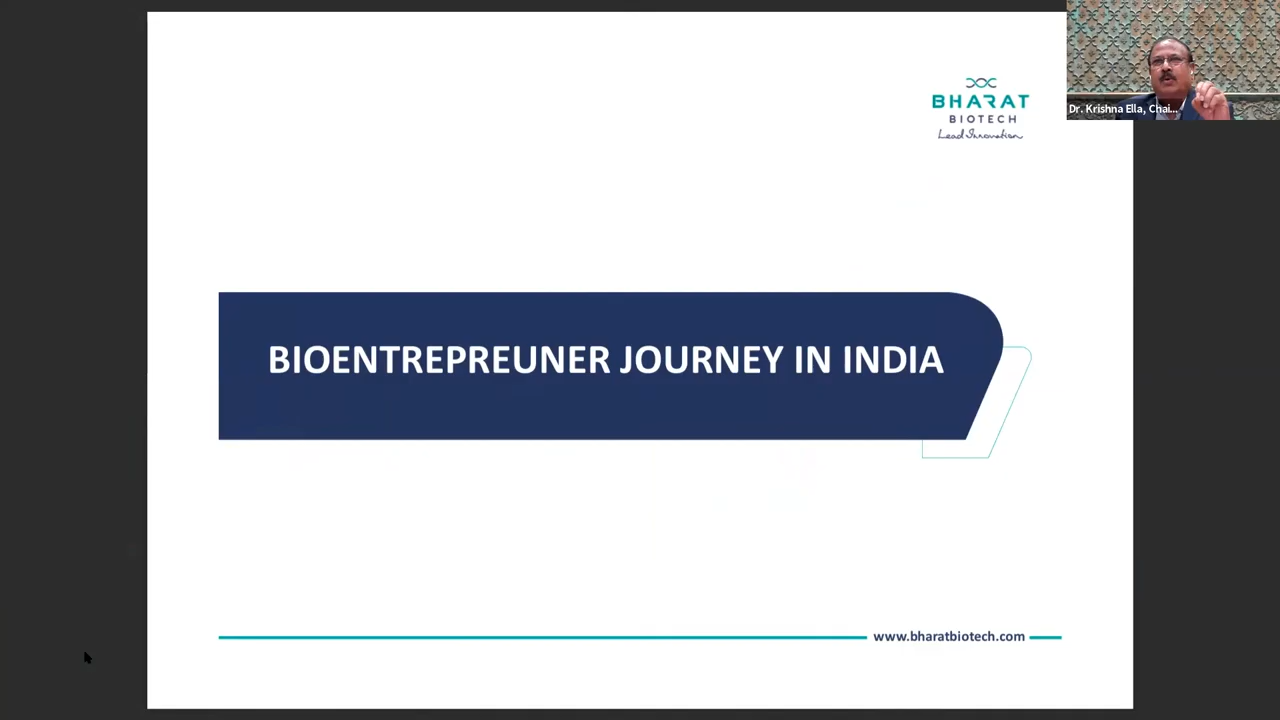 BHARAT
BIOTECH
Lead Innovation
Dr. Krishna Ella, Chai...
BIOENTREPREUNER JOURNEY IN INDIA
www.bharatbiotech.com